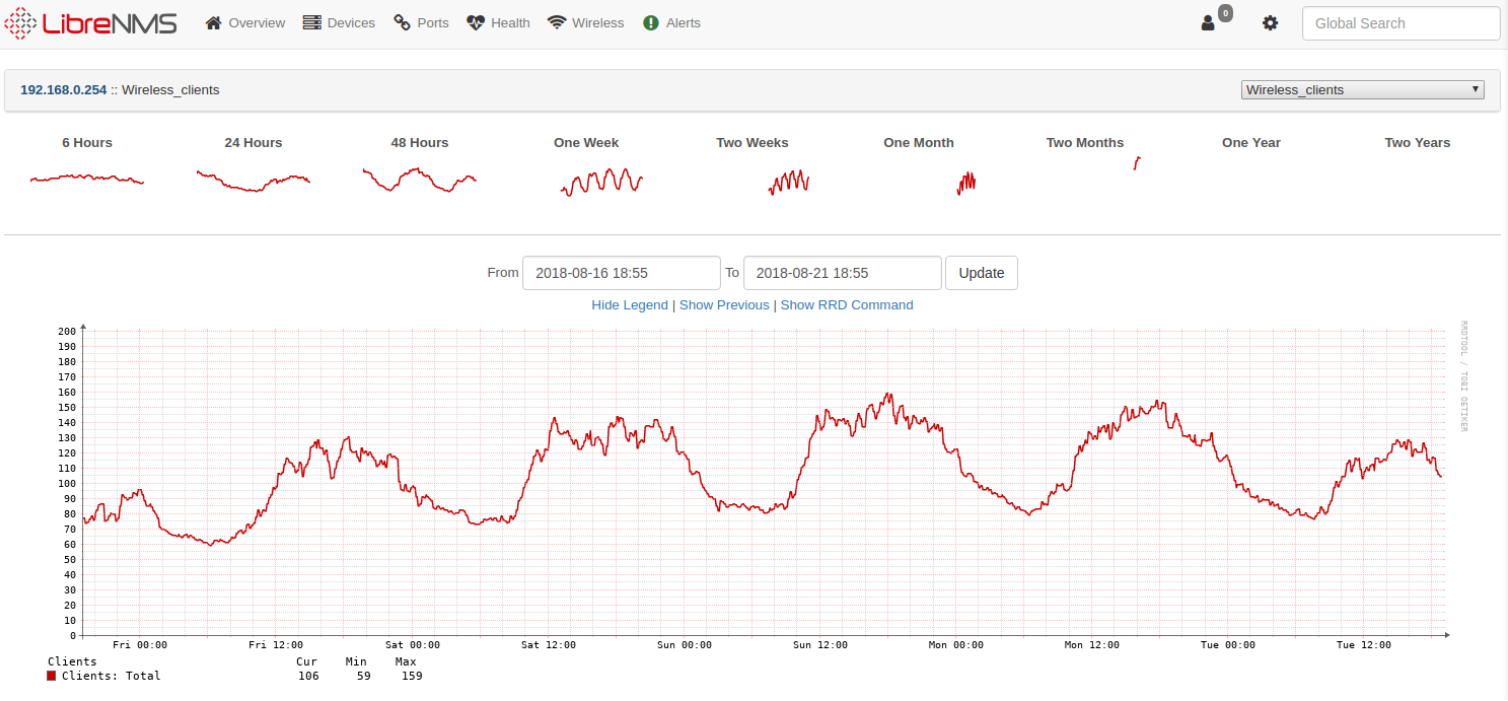 LibreNMS Overview Devices Ports Health Wireless Alerts 0 Global Search
192.168.0.254 :: Wireless_clients Wireless_clients
6 Hours 24 Hours 48 Hours One Week Two Weeks One Month Two Months One Year Two Years
From 2018-08-16 18:55 To 2018-08-21 18:55 Update
Hide Legend | Show Previous | Show RRD Command
200
190
180
170
160
150
140
130
120
110
100
90
80
70
60
50
40
30
20
10
0
RRDTOOL / TOBI OETIKER
Fri 00:00 Fri 12:00 Sat 00:00 Sat 12:00 Sun 00:00 Sun 12:00 Mon 00:00 Mon 12:00 Tue 00:00 Tue 12:00
Clients Cur Min Max
Clients: Total 106 59 159